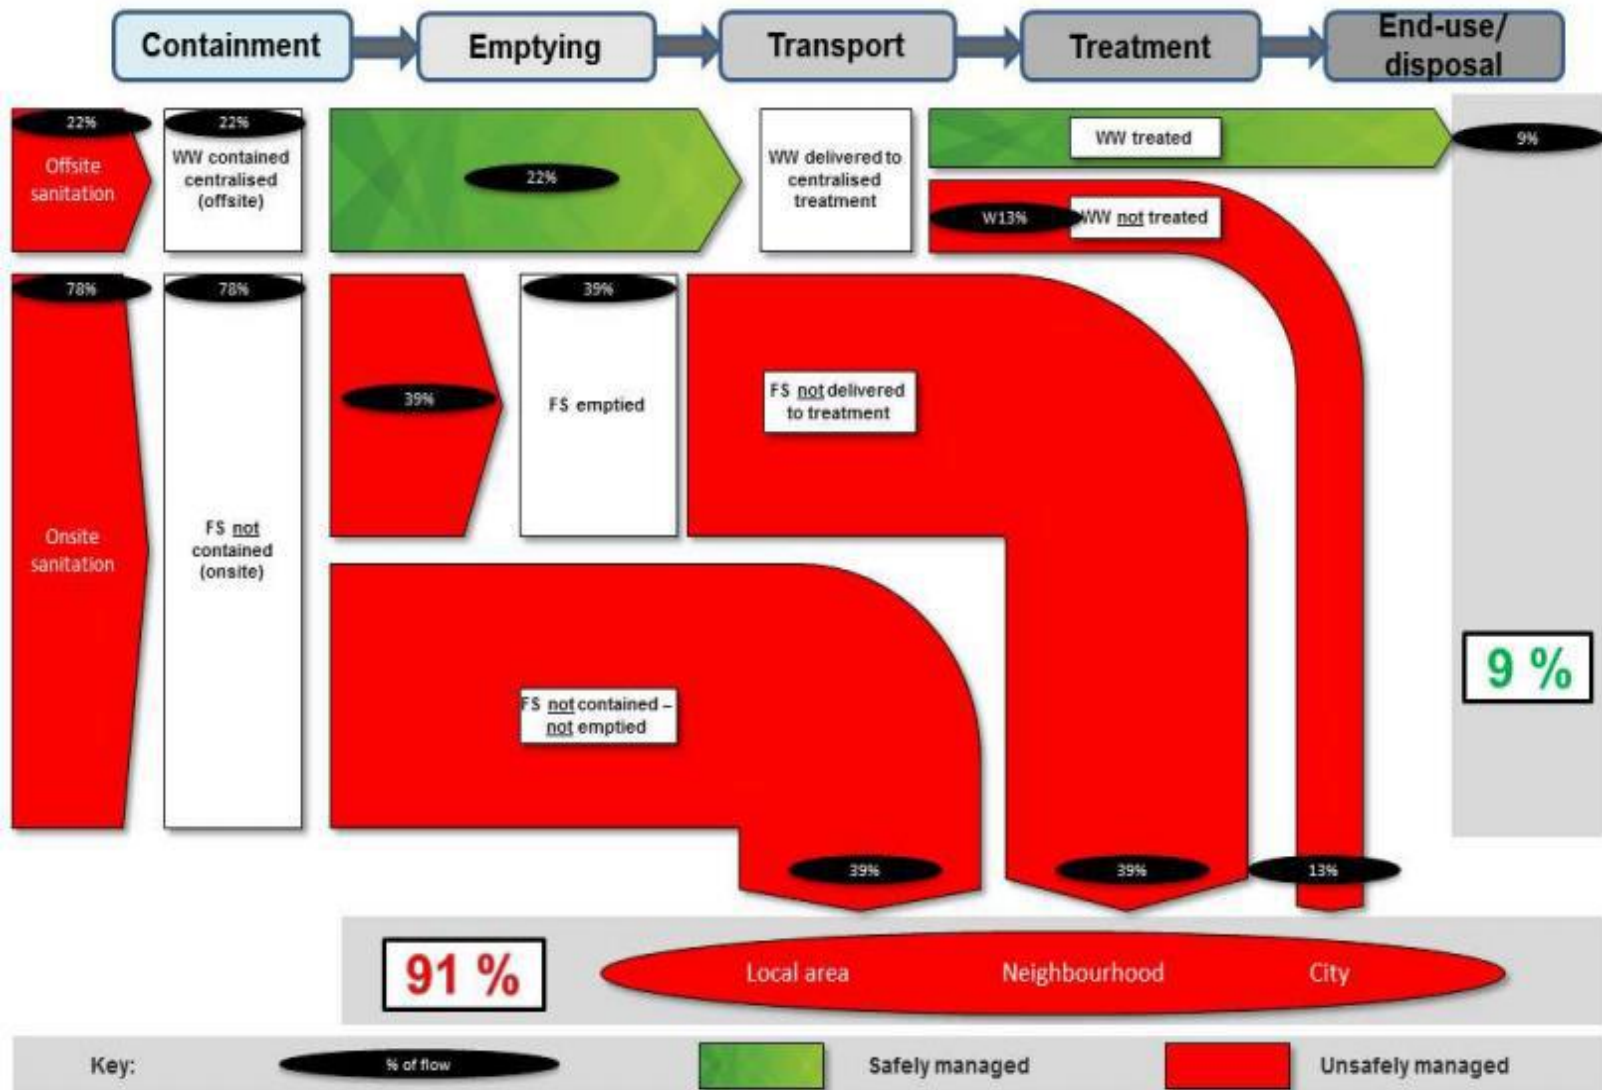 Containment
Emptying
Transport
Treatment
End-use/
disposal
22%
Offsite
sanitation
22%
WW contained
centralised
(offsite)
22%
WW delivered to
centralised
treatment
WW treated
9%
W13%
WW not treated
78%
Onsite
sanitation
78%
FS not
contained
(onsite)
39%
39%
FS emptied
FS not delivered
to treatment
FS not contained –
not emptied
9 %
39%
39%
13%
91 %
Local area
Neighbourhood
City
Key:
% of flow
Safely managed
Unsafely managed